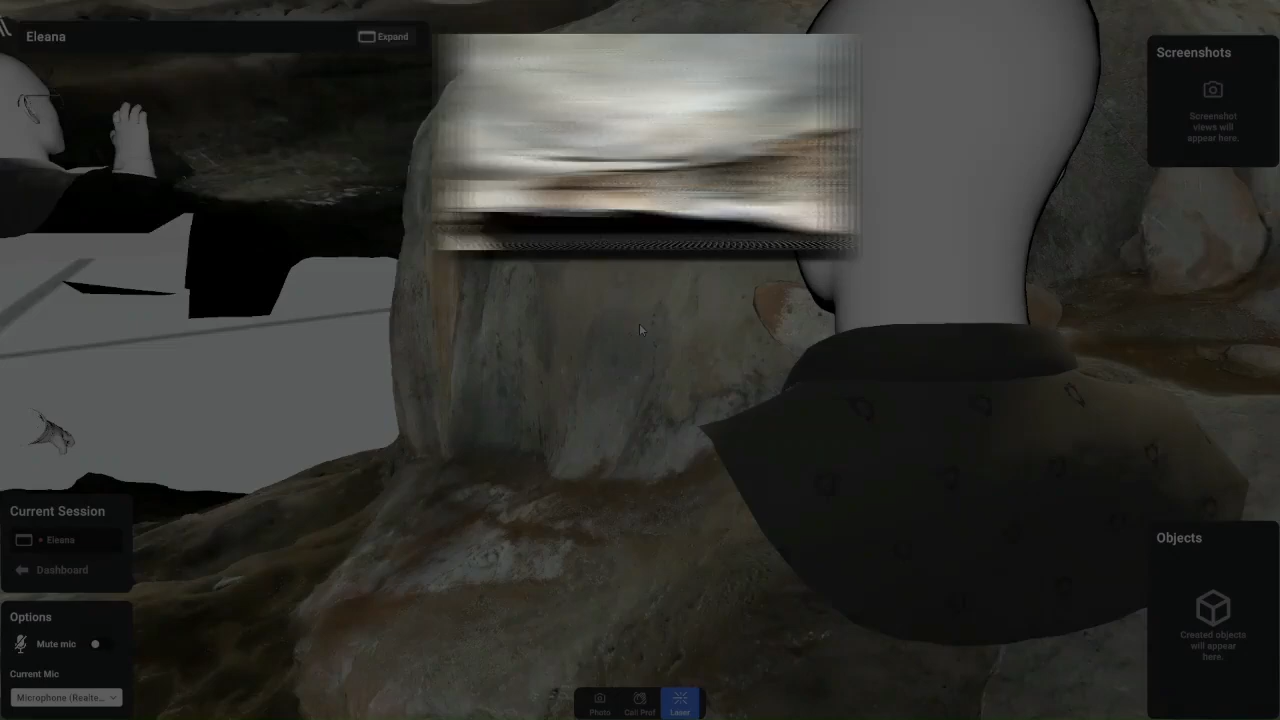 Eleana
Expand
Screenshots
Screenshot
views will
appear here.
Current Session
• Eleana
Dashboard
Options
Mute mic
Current Mic
Microphone (Realte...
Photo
Call Prof
Laser
Objects
Created objects
will appear
here.